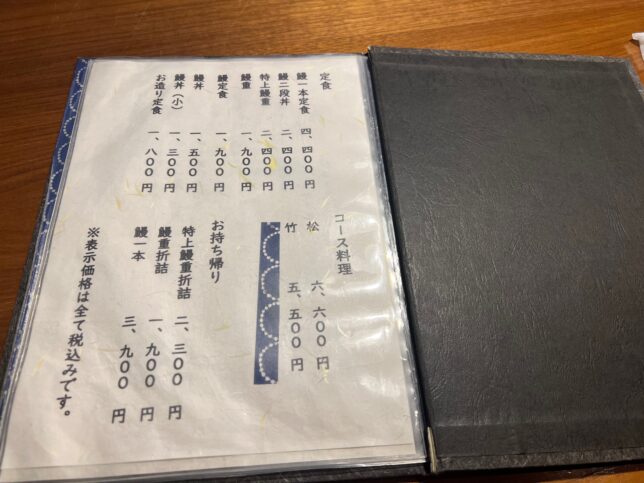 定食
鰻一本定食 四、四〇〇円
鰻二段丼 二、四〇〇円
特上鰻重 二、四〇〇円
鰻重 一、九〇〇円
鰻定食 一、九〇〇円
鰻丼 一、五〇〇円
鰻丼（小） 一、三〇〇円
お造り定食 一、八〇〇円
コース料理
松 六、六〇〇円
竹 五、五〇〇円
お持ち帰り
特上鰻重折詰 二、三〇〇円
鰻重折詰 一、九〇〇円
鰻一本 三、九〇〇円
※表示価格は全て税込みです。